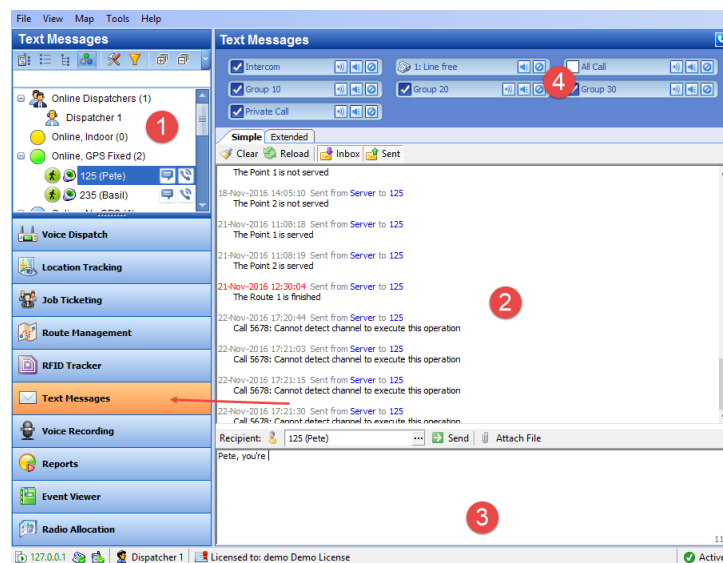 File View Map Tools Help
Text Messages
Text Messages
Intercom
1: Line free
All Call
Group 10
Group 20
Group 30
Private Call
4
Online Dispatchers (1)
Dispatcher 1
Online, Indoor (0)
Online, GPS Fixed (2)
125 (Pete)
235 (Basil)
1
Voice Dispatch
Location Tracking
Job Ticketing
Route Management
RFID Tracker
Text Messages
Voice Recording
Reports
Event Viewer
Radio Allocation
Simple Extended
Clear Reload Inbox Sent
The Point 1 is not served
18-Nov-2016 14:05:10 Sent from Server to 125
The Point 2 is not served
21-Nov-2016 11:08:18 Sent from Server to 125
The Point 1 is served
21-Nov-2016 11:08:19 Sent from Server to 125
The Point 2 is served
21-Nov-2016 12:30:04 Sent from Server to 125
The Route 1 is finished
22-Nov-2016 17:20:44 Sent from Server to 125
Call 5678: Cannot detect channel to execute this operation
22-Nov-2016 17:21:03 Sent from Server to 125
Call 5678: Cannot detect channel to execute this operation
22-Nov-2016 17:21:15 Sent from Server to 125
Call 5678: Cannot detect channel to execute this operation
22-Nov-2016 17:21:30 Sent from Server to 125
Call 5678: Cannot detect channel to execute this operation
2
Recipient: 125 (Pete) ... Send Attach File
Pete, you're
3
11
127.0.0.1 Dispatcher 1 Licensed to: demo Demo License Active